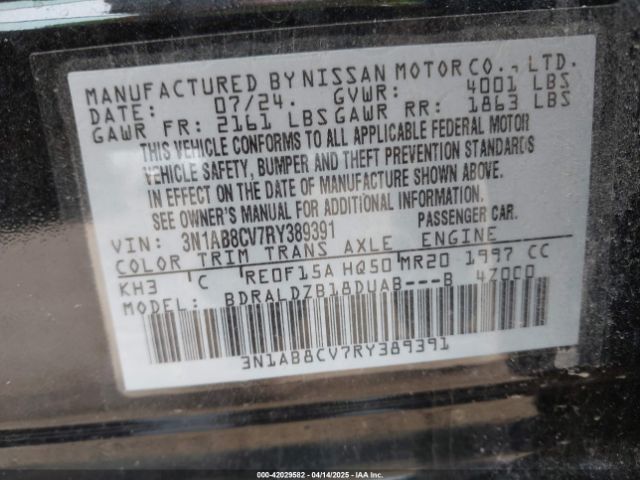 MANUFACTURED BY NISSAN MOTOR CO., LTD.
DATE: 07/24. GVWR: 4001 LBS
GAWR FR: 2161 LBS GAWR RR: 1863 LBS
THIS VEHICLE CONFORMS TO ALL APPLICABLE FEDERAL MOTOR
VEHICLE SAFETY, BUMPER AND THEFT PREVENTION STANDARDS
IN EFFECT ON THE DATE OF MANUFACTURE SHOWN ABOVE.
SEE OWNER'S MANUAL FOR ADDITIONAL INFORMATION.
VIN: 3N1AB8CV7RY389391 PASSENGER CAR.
COLOR TRIM TRANS AXLE ENGINE
KH3 C RE0F15A HQ50 MR20 1997 CC
MODEL: BDRALDZB18DUAB---B 4Z0C0
3N1AB8CV7RY389391
000-42029582 - 04/14/2025 - IAAI.COM